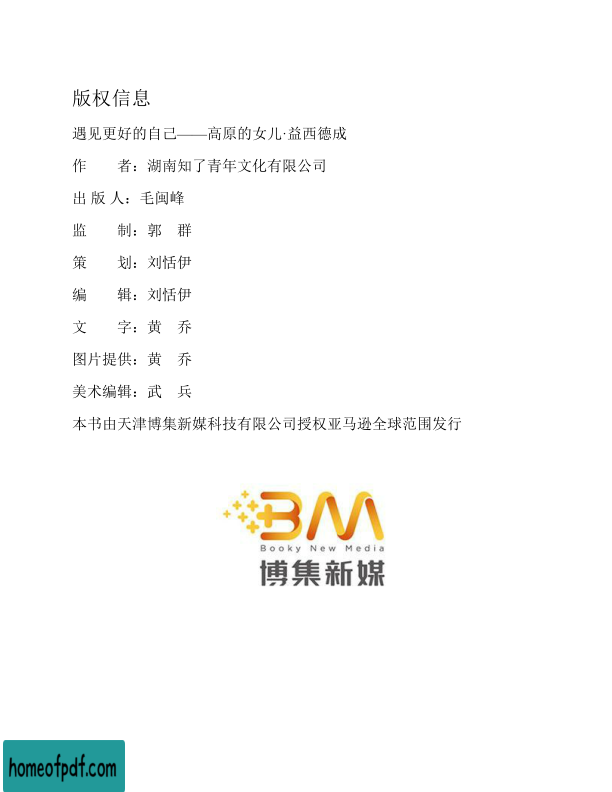 版权信息
遇见更好的自己——高原的女儿·益西德成
作　　者：湖南知了青年文化有限公司
出 版 人：毛闽峰
监　　制：郭　群
策　　划：刘恬伊
编　　辑：刘恬伊
文　　字：黄　乔
图片提供：黄　乔
美术编辑：武　兵
本书由天津博集新媒科技有限公司授权亚马逊全球范围发行
BM
Booky New Media
博集新媒
homeofpdf.com